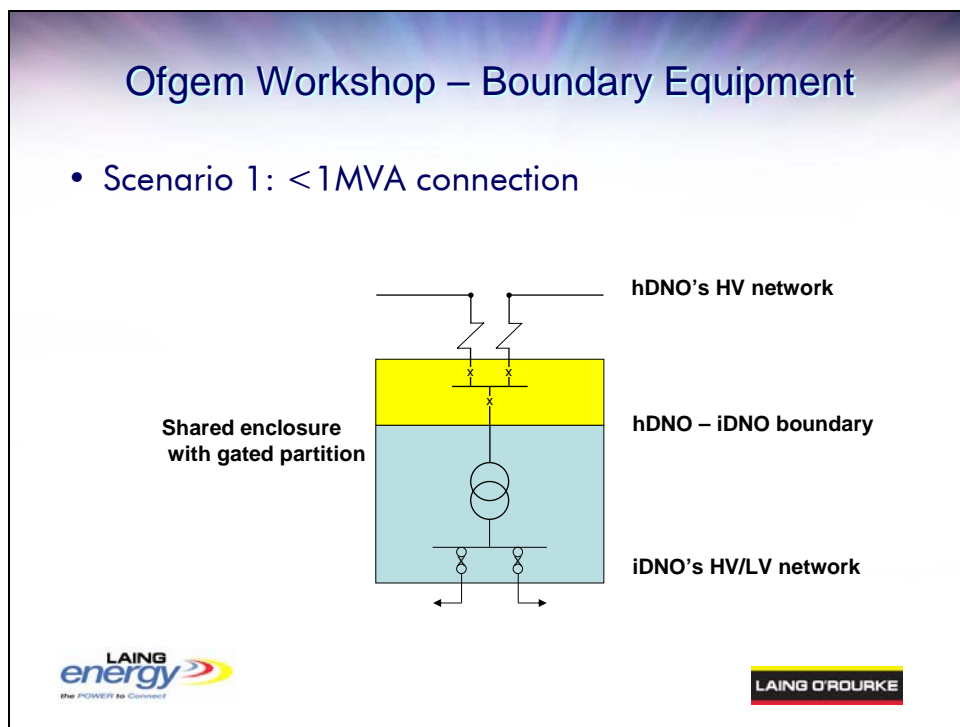 Ofgem Workshop – Boundary Equipment
• Scenario 1: <1MVA connection
hDNO's HV network
x x
x
Shared enclosure
with gated partition
hDNO – iDNO boundary
iDNO's HV/LV network
LAING
energy
the POWER to Connect
LAING O'ROURKE